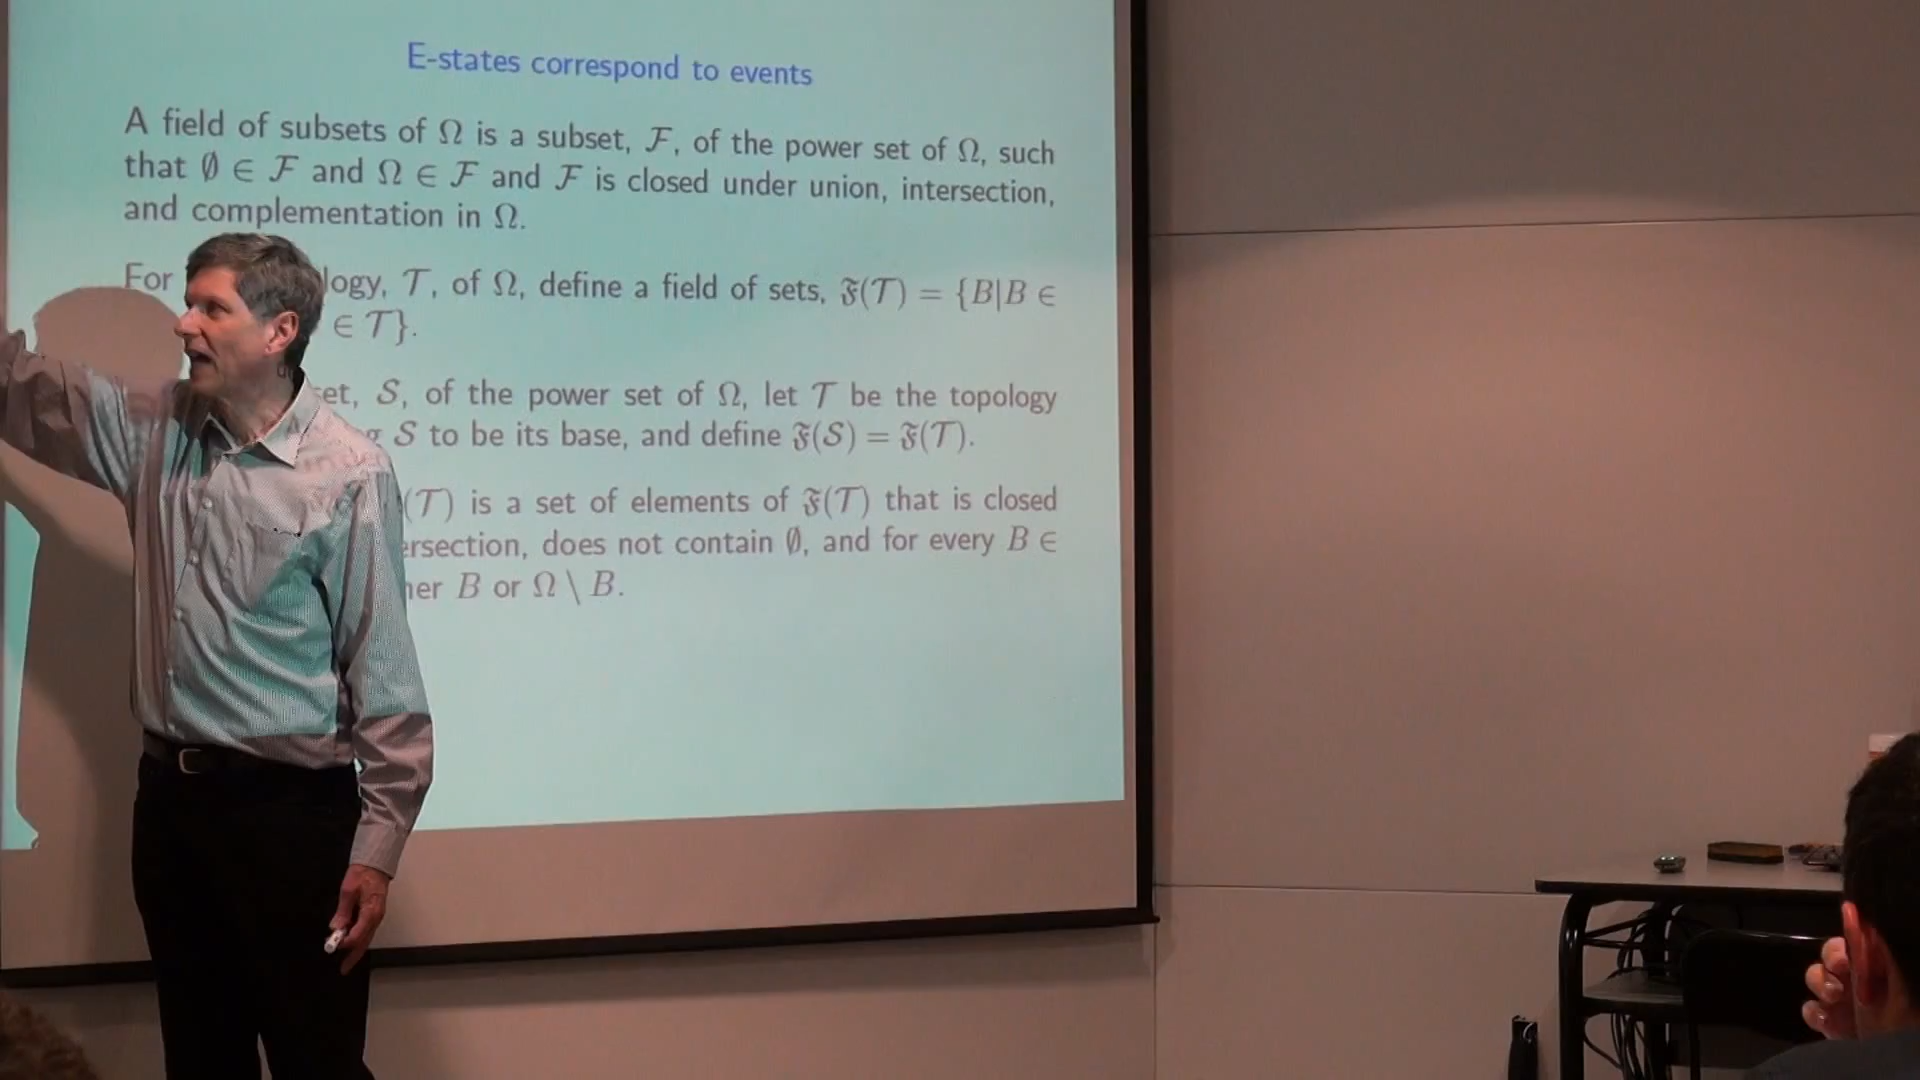 E-states correspond to events
A field of subsets of Ω is a subset, ℱ, of the power set of Ω, such
that ∅ ∈ ℱ and Ω ∈ ℱ and ℱ is closed under union, intersection,
and complementation in Ω.
For logy, 𝒯, of Ω, define a field of sets, 𝔉(𝒯) = {B|B ∈
∈ 𝒯}.
et, 𝒮, of the power set of Ω, let 𝒯 be the topology
g 𝒮 to be its base, and define 𝔉(𝒮) = 𝔉(𝒯).
(𝒯) is a set of elements of 𝔉(𝒯) that is closed
ersection, does not contain ∅, and for every B ∈
her B or Ω \ B.